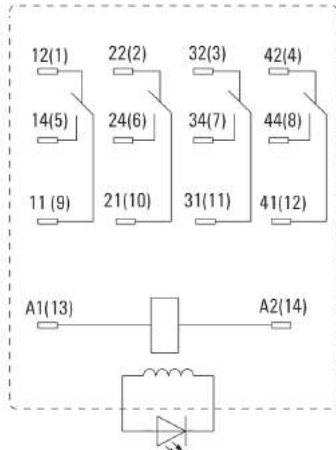 12(1) 22(2) 32(3) 42(4)
14(5) 24(6) 34(7) 44(8)
11 (9) 21(10) 31(11) 41(12)
A1(13) A2(14)